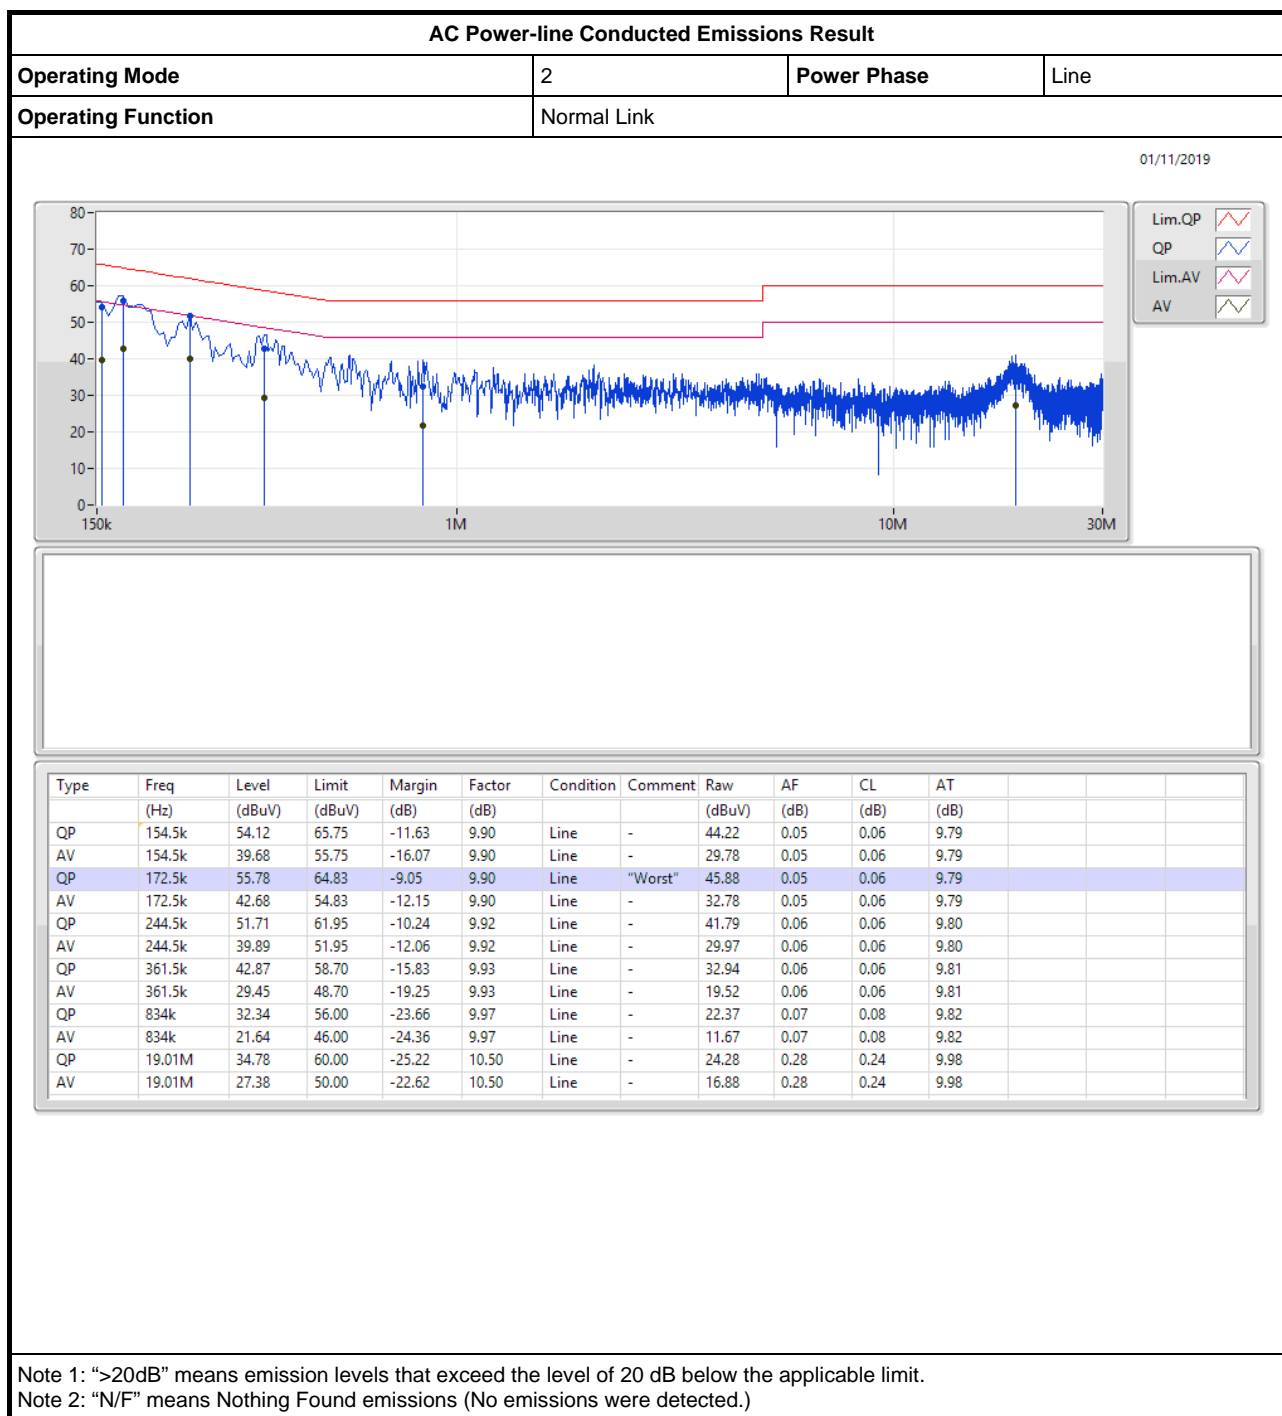 AC Power-line Conducted Emissions Result
Operating Mode 2 Power Phase Line
Operating Function Normal Link
01/11/2019
80
70
60
50
40
30
20
10
0
150k 1M 10M 30M
Lim.QP
QP
Lim.AV
AV
Type Freq Level Limit Margin Factor Condition Comment Raw AF CL AT
(Hz) (dBuV) (dBuV) (dB) (dB) (dBuV) (dB) (dB) (dB)
QP 154.5k 54.12 65.75 -11.63 9.90 Line - 44.22 0.05 0.06 9.79
AV 154.5k 39.68 55.75 -16.07 9.90 Line - 29.78 0.05 0.06 9.79
QP 172.5k 55.78 64.83 -9.05 9.90 Line "Worst" 45.88 0.05 0.06 9.79
AV 172.5k 42.68 54.83 -12.15 9.90 Line - 32.78 0.05 0.06 9.79
QP 244.5k 51.71 61.95 -10.24 9.92 Line - 41.79 0.06 0.06 9.80
AV 244.5k 39.89 51.95 -12.06 9.92 Line - 29.97 0.06 0.06 9.80
QP 361.5k 42.87 58.70 -15.83 9.93 Line - 32.94 0.06 0.06 9.81
AV 361.5k 29.45 48.70 -19.25 9.93 Line - 19.52 0.06 0.06 9.81
QP 834k 32.34 56.00 -23.66 9.97 Line - 22.37 0.07 0.08 9.82
AV 834k 21.64 46.00 -24.36 9.97 Line - 11.67 0.07 0.08 9.82
QP 19.01M 34.78 60.00 -25.22 10.50 Line - 24.28 0.28 0.24 9.98
AV 19.01M 27.38 50.00 -22.62 10.50 Line - 16.88 0.28 0.24 9.98
Note 1: “>20dB” means emission levels that exceed the level of 20 dB below the applicable limit.
Note 2: “N/F” means Nothing Found emissions (No emissions were detected.)